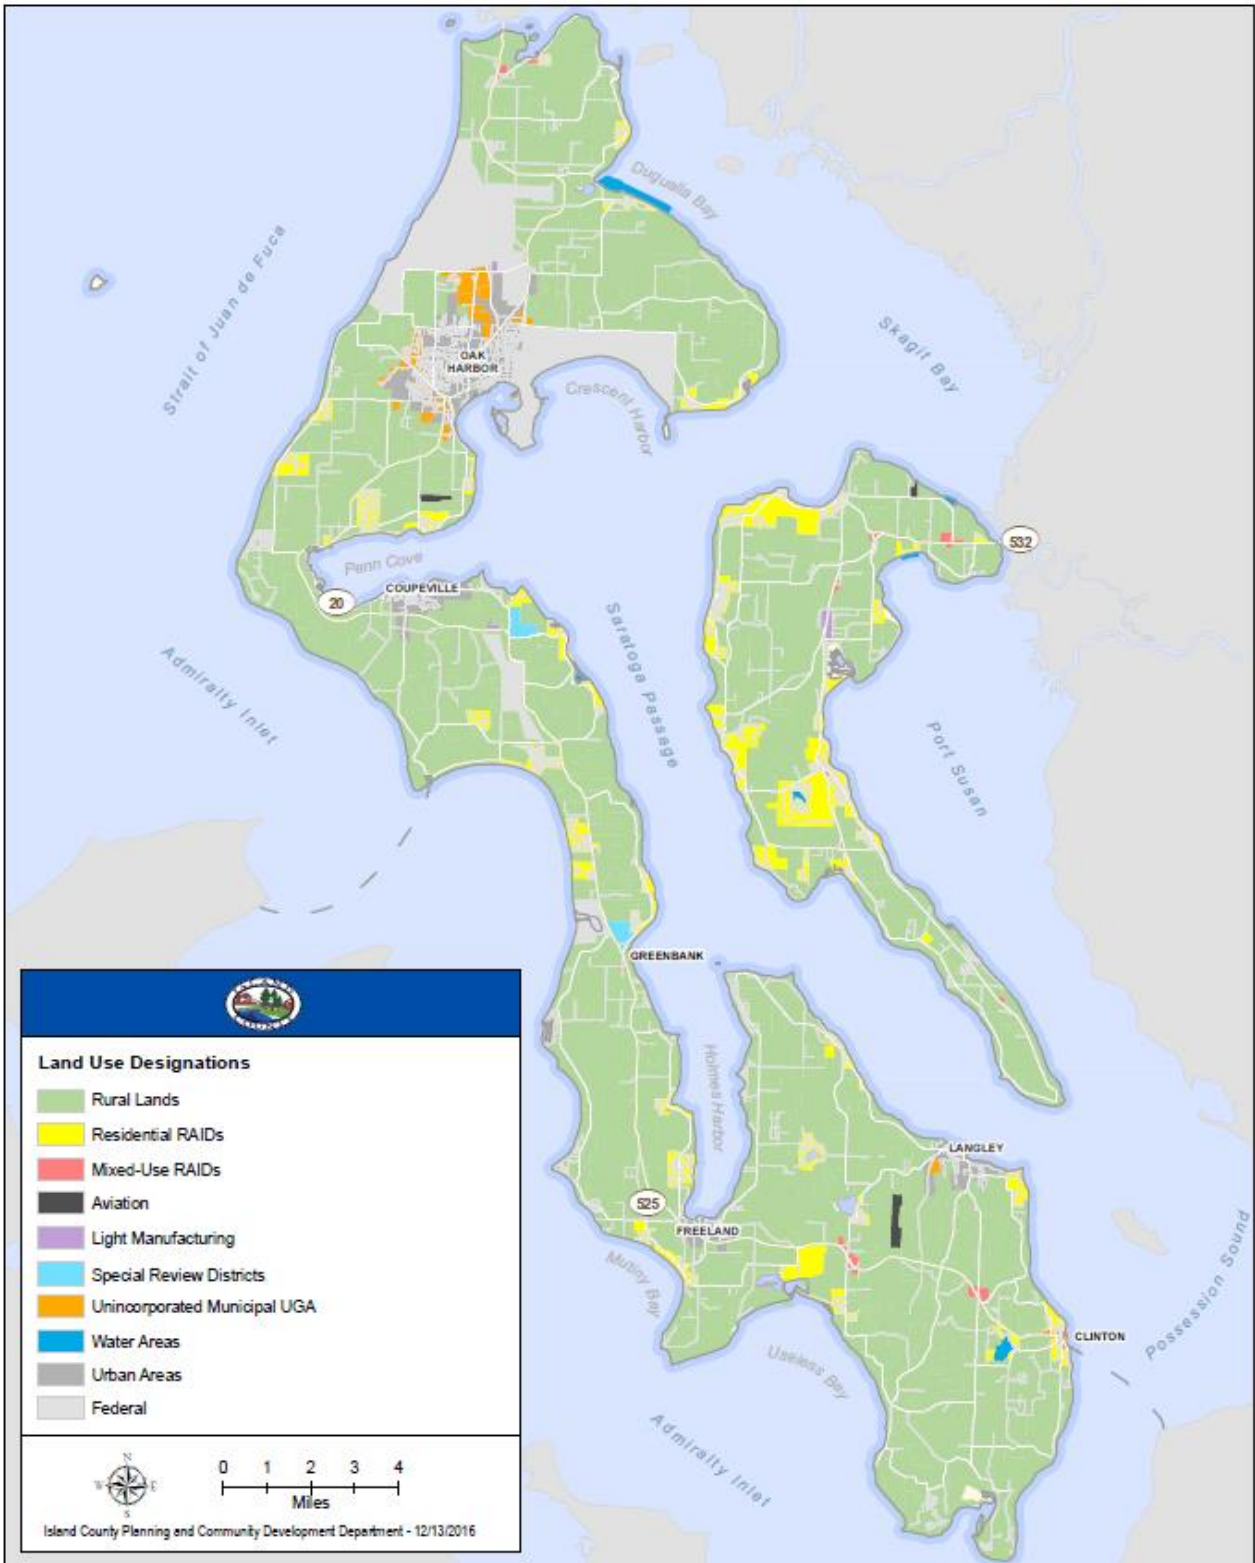 Dugualla Bay
Strait of Juan de Fuca
Skagit Bay
OAK
HARBOR
Crescent Harbor
532
Penn Cove
COUPEVILLE
20
Saratoga Passage
Admiralty Inlet
Port Susan
GREENBANK
Holmes Harbor
LANGLEY
525
FREELAND
Mutiny Bay
Possession Sound
CLINTON
Useless Bay
Admiralty Inlet
ISLAND
COUNTY
Land Use Designations
Rural Lands
Residential RAIDs
Mixed-Use RAIDs
Aviation
Light Manufacturing
Special Review Districts
Unincorporated Municipal UGA
Water Areas
Urban Areas
Federal
N
W E
S
0 1 2 3 4
Miles
Island County Planning and Community Development Department - 12/13/2016